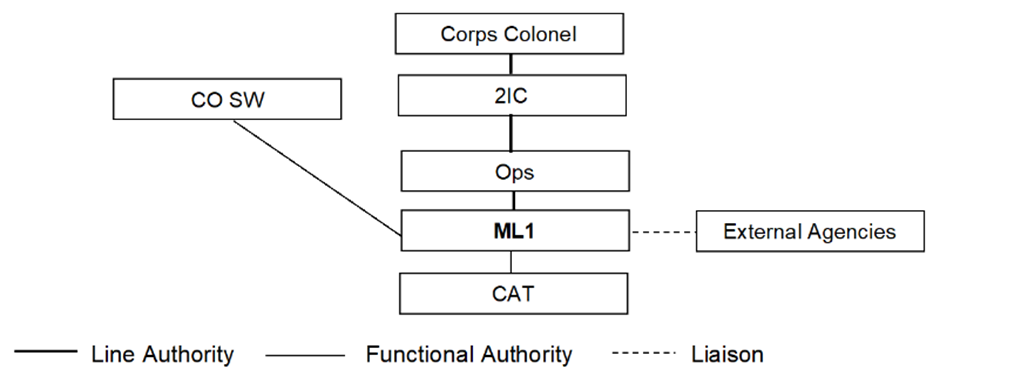 Corps Colonel
CO SW
2IC
Ops
ML1
External Agencies
CAT
Line Authority
Functional Authority
Liaison